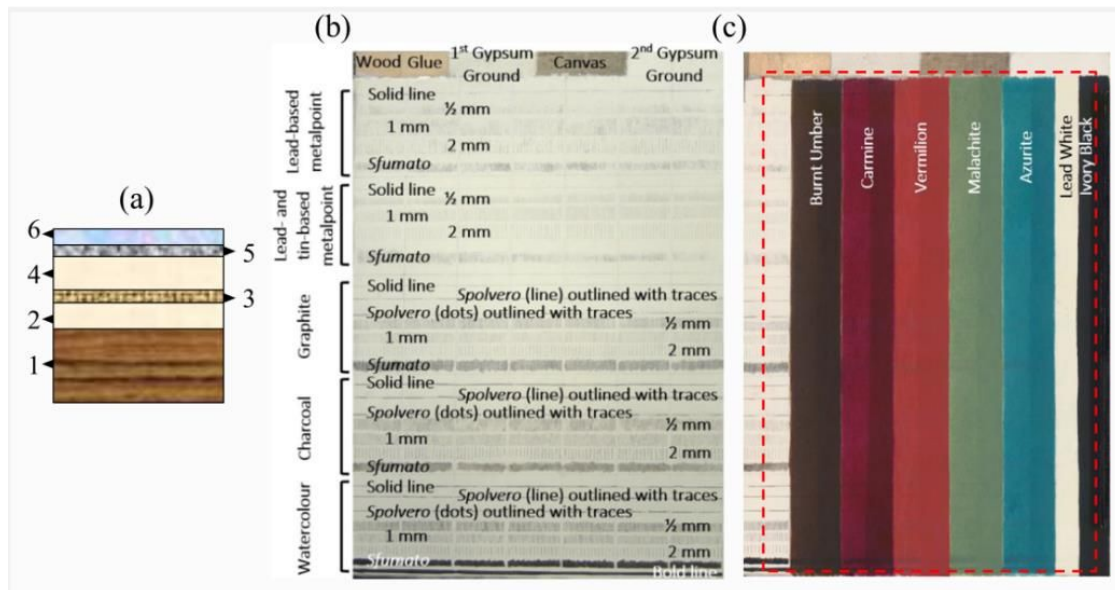 (a)
6
5
4
3
2
1
(b)
Wood Glue
1st Gypsum
Ground
Canvas
2nd Gypsum
Ground
Lead-based
metalpoint
Solid line
½ mm
1 mm
2 mm
Sfumato
Lead- and
tin-based
metalpoint
Solid line
½ mm
1 mm
2 mm
Sfumato
Graphite
Solid line
Spolvero (line) outlined with traces
Spolvero (dots) outlined with traces
½ mm
1 mm
2 mm
Sfumato
Charcoal
Solid line
Spolvero (line) outlined with traces
Spolvero (dots) outlined with traces
½ mm
1 mm
2 mm
Sfumato
Watercolour
Solid line
Spolvero (line) outlined with traces
Spolvero (dots) outlined with traces
½ mm
1 mm
2 mm
Sfumato
Bold line
(c)
Burnt Umber
Carmine
Vermilion
Malachite
Azurite
Lead White
Ivory Black